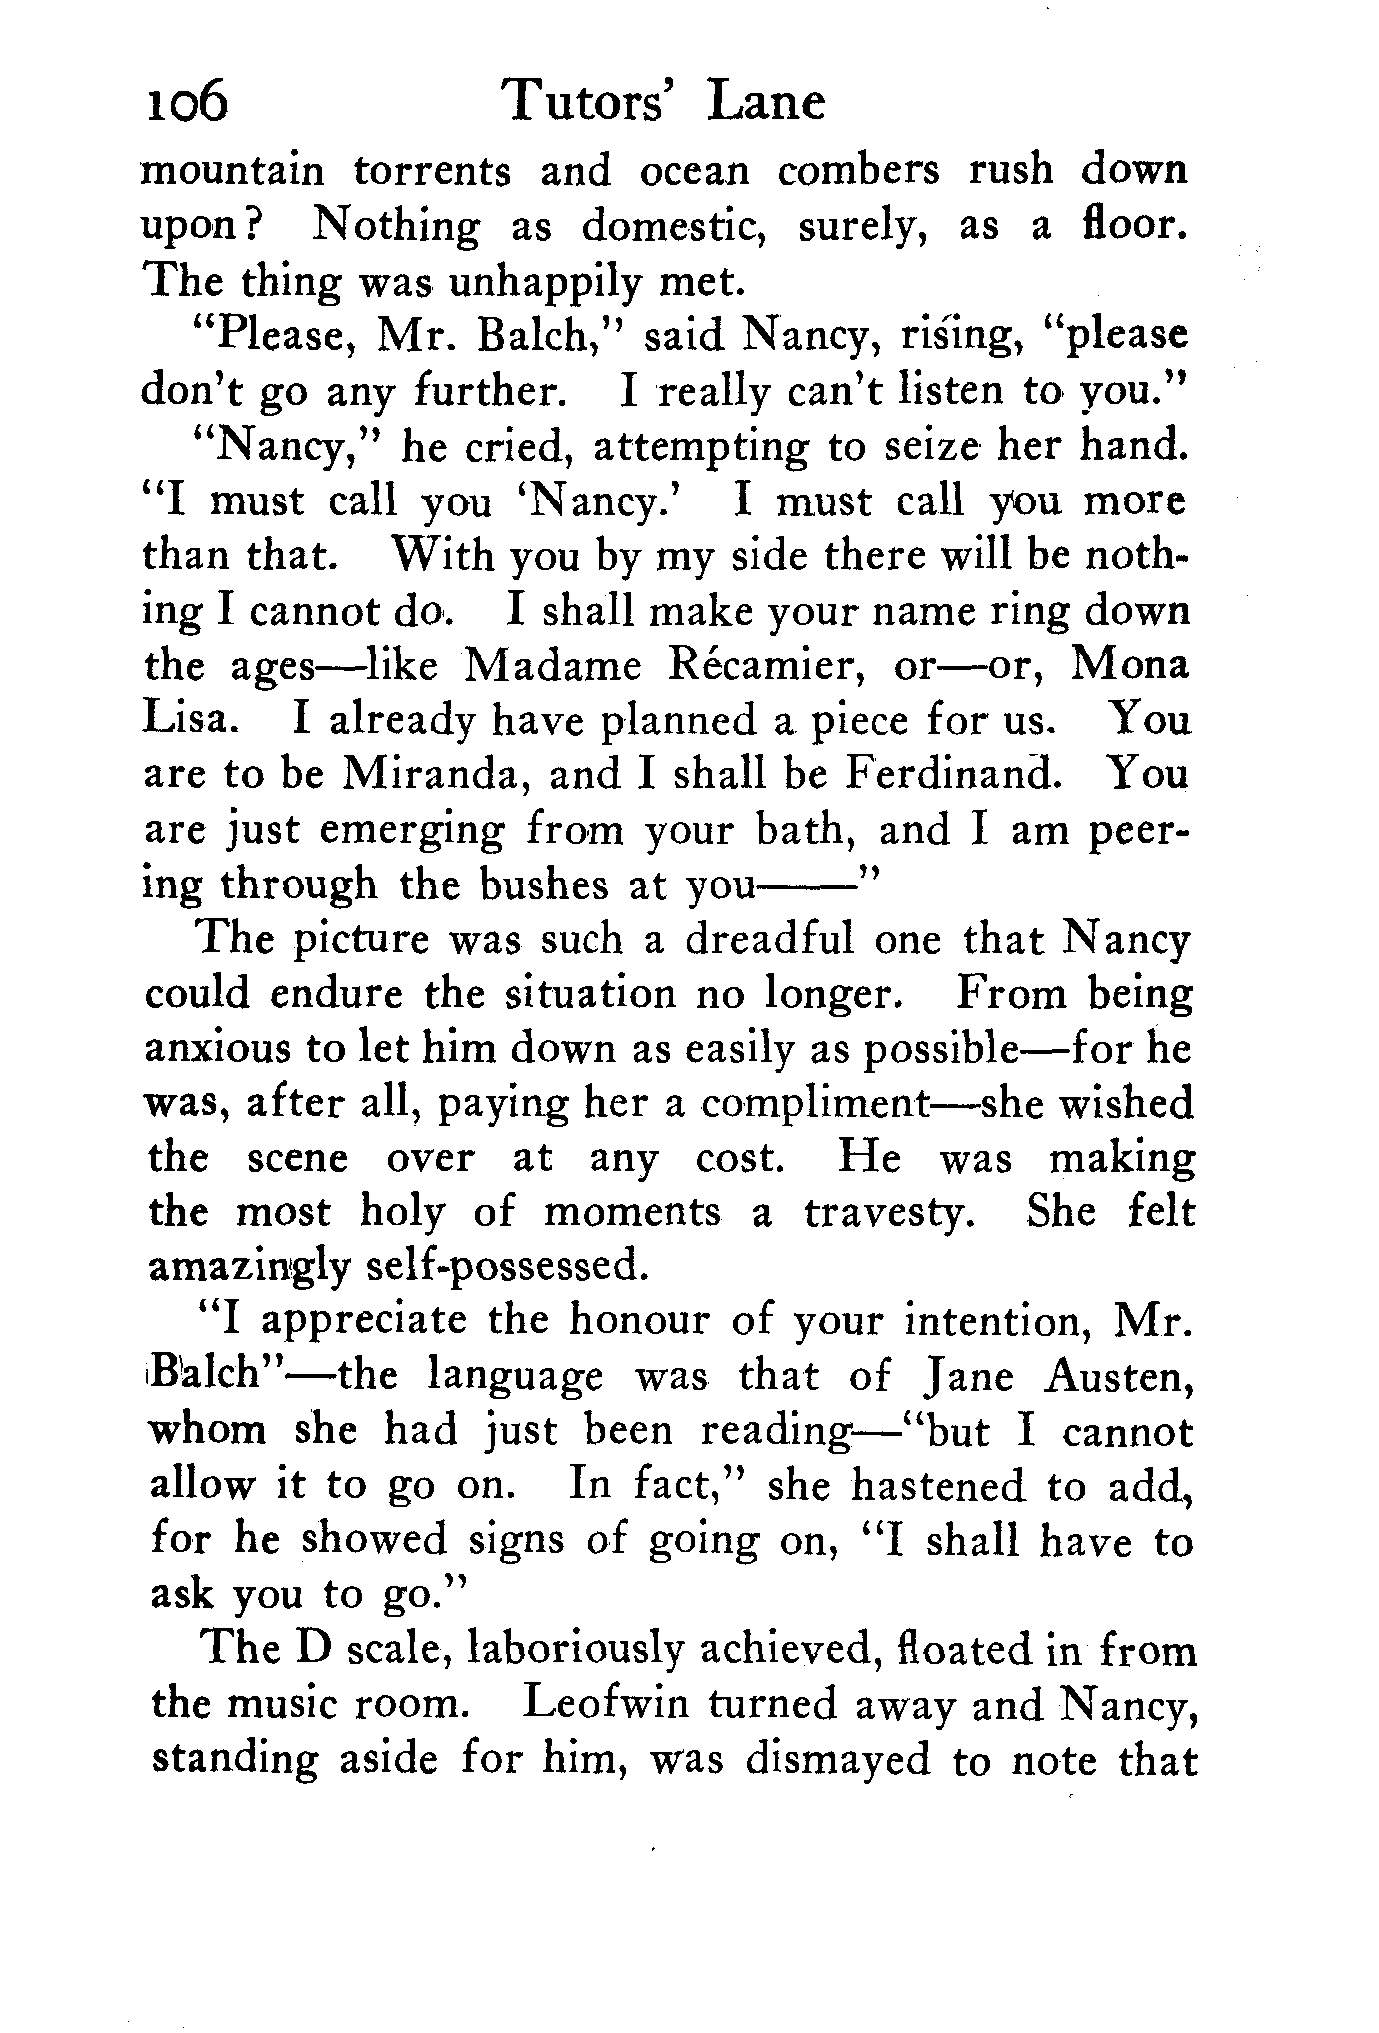 106 Tutors' Lane
mountain torrents and ocean combers rush down
upon? Nothing as domestic, surely, as a floor.
The thing was unhappily met.
"Please, Mr. Balch," said Nancy, rising, "please
don't go any further. I really can't listen to you."
"Nancy," he cried, attempting to seize her hand.
"I must call you 'Nancy.' I must call you more
than that. With you by my side there will be noth-
ing I cannot do. I shall make your name ring down
the ages—like Madame Récamier, or—or, Mona
Lisa. I already have planned a piece for us. You
are to be Miranda, and I shall be Ferdinand. You
are just emerging from your bath, and I am peer-
ing through the bushes at you——"
The picture was such a dreadful one that Nancy
could endure the situation no longer. From being
anxious to let him down as easily as possible—for he
was, after all, paying her a compliment—she wished
the scene over at any cost. He was making
the most holy of moments a travesty. She felt
amazingly self-possessed.
"I appreciate the honour of your intention, Mr.
Balch"—the language was that of Jane Austen,
whom she had just been reading—"but I cannot
allow it to go on. In fact," she hastened to add,
for he showed signs of going on, "I shall have to
ask you to go."
The D scale, laboriously achieved, floated in from
the music room. Leofwin turned away and Nancy,
standing aside for him, was dismayed to note that